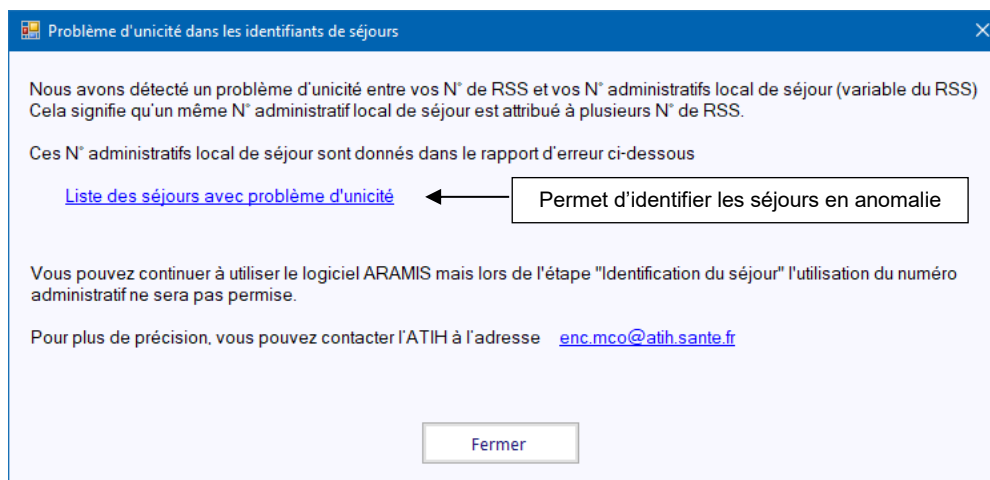 Problème d'unicité dans les identifiants de séjours
Nous avons détecté un problème d'unicité entre vos N° de RSS et vos N° administratifs local de séjour (variable du RSS)
Cela signifie qu'un même N° administratif local de séjour est attribué à plusieurs N° de RSS.
Ces N° administratifs local de séjour sont donnés dans le rapport d'erreur ci-dessous
Liste des séjours avec problème d'unicité
Permet d’identifier les séjours en anomalie
Vous pouvez continuer à utiliser le logiciel ARAMIS mais lors de l'étape "Identification du séjour" l'utilisation du numéro
administratif ne sera pas permise.
Pour plus de précision, vous pouvez contacter l'ATIH à l'adresse enc.mco@atih.sante.fr
Fermer